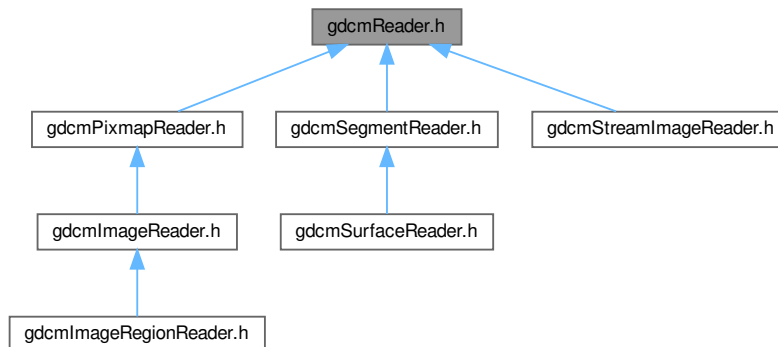 gdcmReader.h
gdcmPixmapReader.h
gdcmSegmentReader.h
gdcmStreamImageReader.h
gdcmImageReader.h
gdcmSurfaceReader.h
gdcmImageRegionReader.h